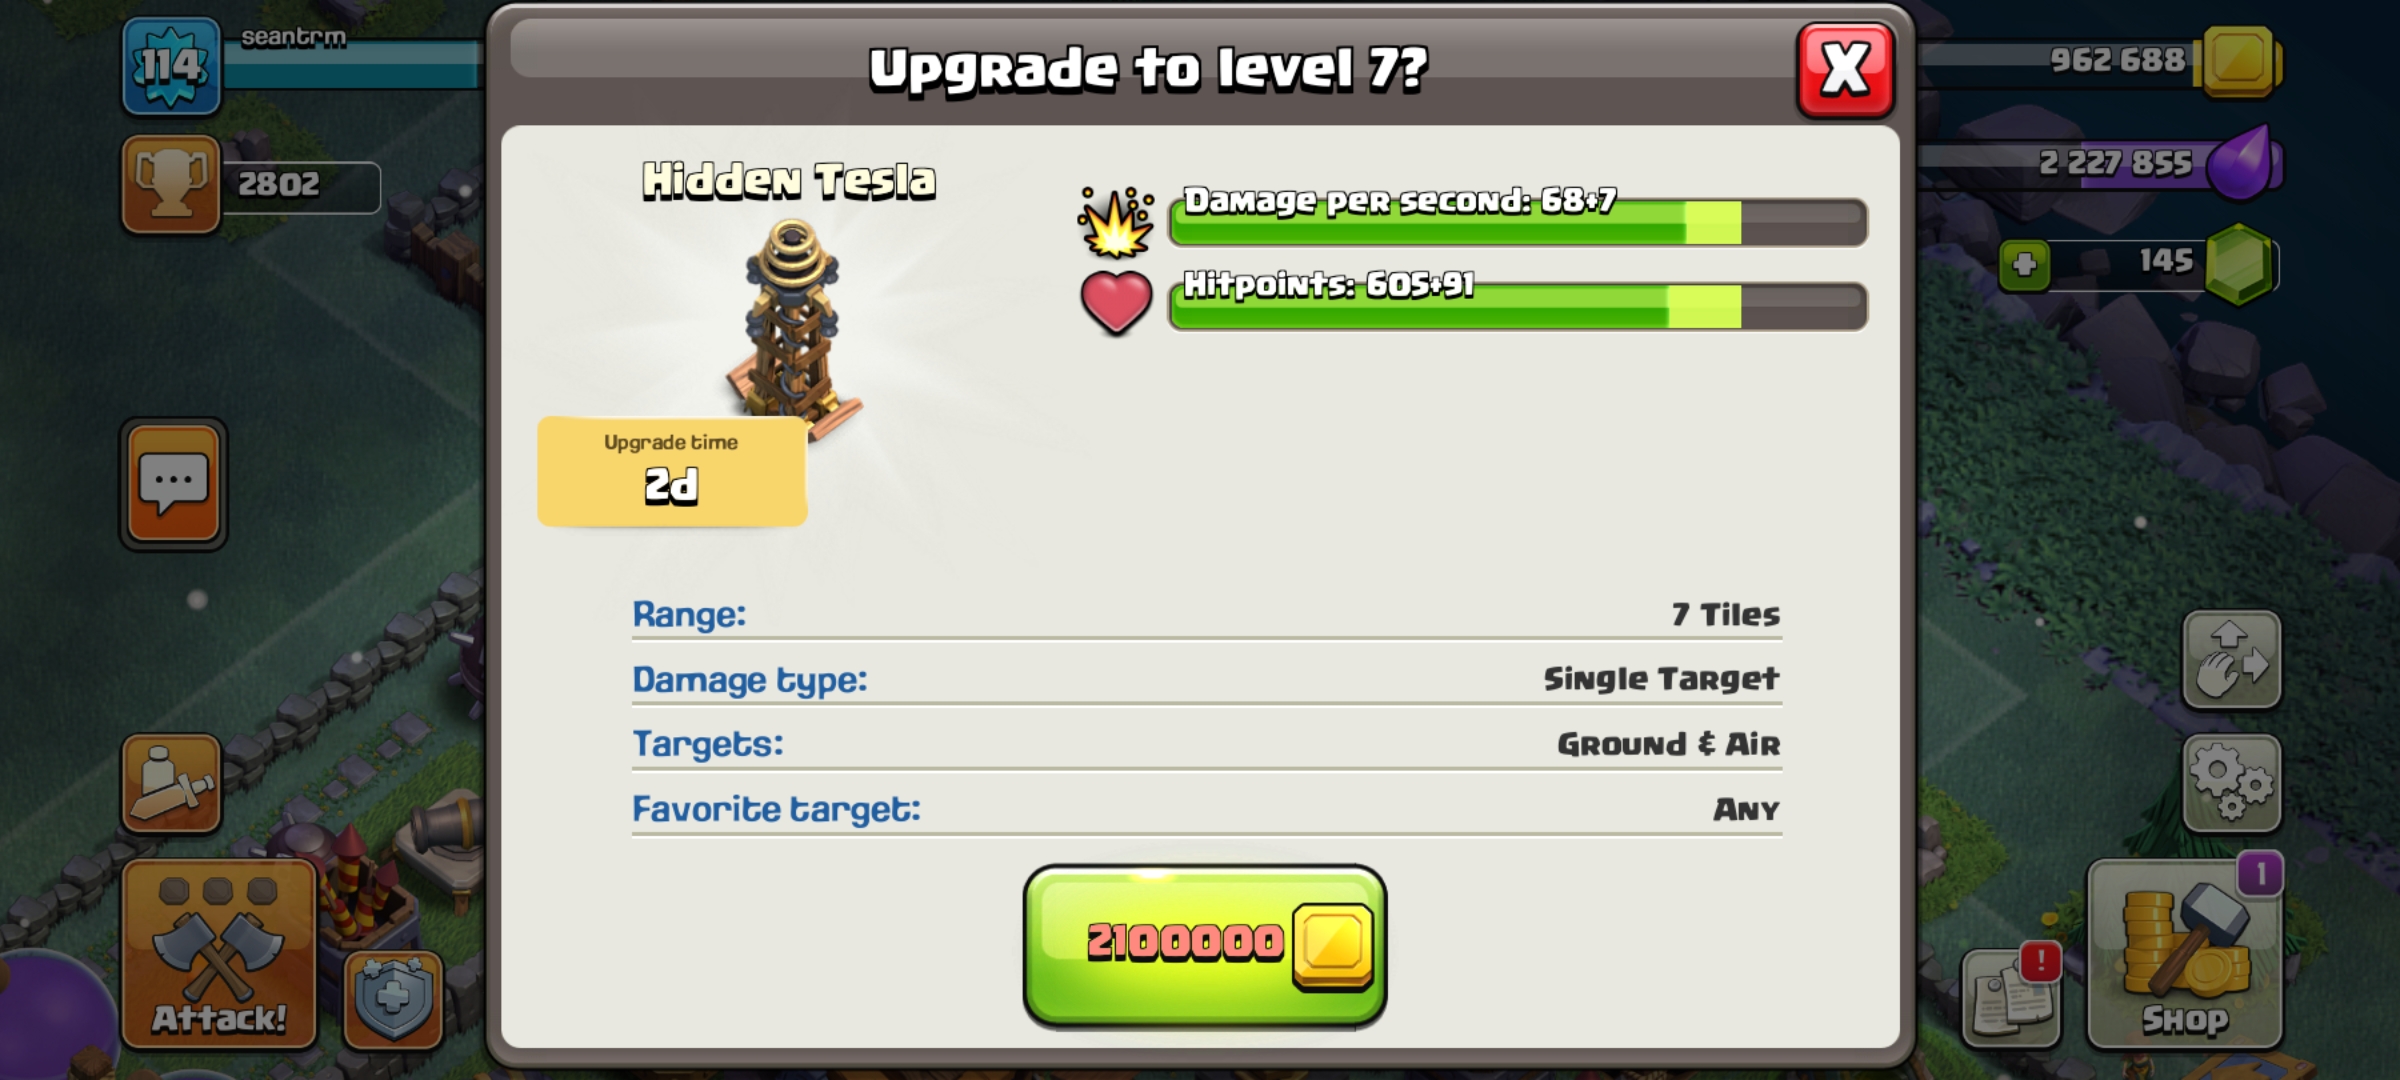 114
seantrm
2802
Upgrade to level 7?
X
962 688
2 227 855
145
Hidden Tesla
Damage per second: 68+7
Hitpoints: 605+91
Upgrade time
2d
Range: 7 Tiles
Damage type: Single Target
Targets: Ground & Air
Favorite target: Any
2100000
Attack!
!
1
Shop